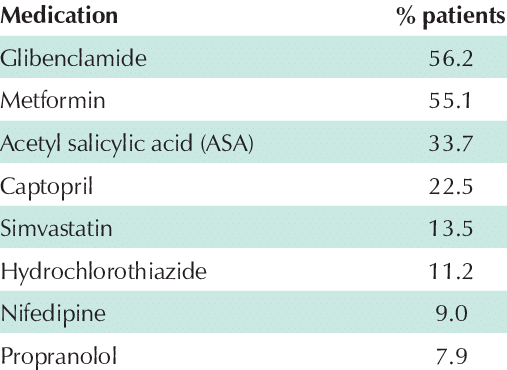 Medication % patients
Glibenclamide 56.2
Metformin 55.1
Acetyl salicylic acid (ASA) 33.7
Captopril 22.5
Simvastatin 13.5
Hydrochlorothiazide 11.2
Nifedipine 9.0
Propranolol 7.9